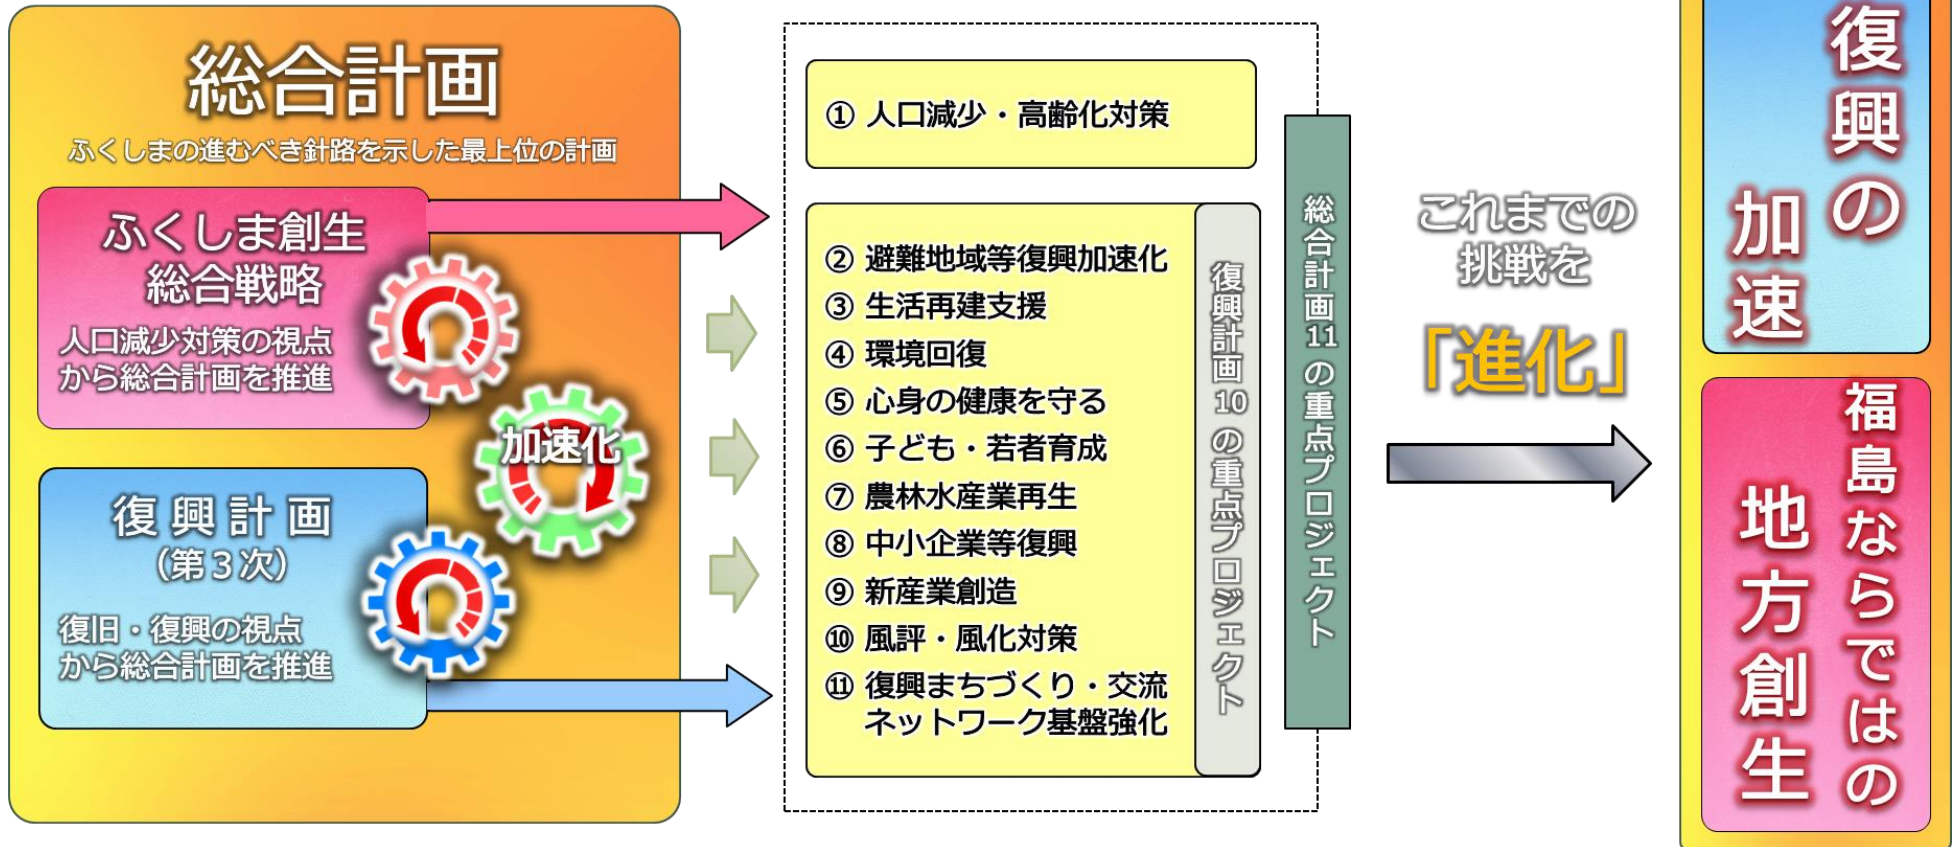 総合計画
ふくしまの進むべき針路を示した最上位の計画
ふくしま創生
総合戦略
人口減少対策の視点
から総合計画を推進
加速化
復興計画
（第３次）
復旧・復興の視点
から総合計画を推進
① 人口減少・高齢化対策
② 避難地域等復興加速化
③ 生活再建支援
④ 環境回復
⑤ 心身の健康を守る
⑥ 子ども・若者育成
⑦ 農林水産業再生
⑧ 中小企業等復興
⑨ 新産業創造
⑩ 風評・風化対策
⑪ 復興まちづくり・交流
ネットワーク基盤強化
復興計画10の重点プロジェクト
総合計画11の重点プロジェクト
これまでの
挑戦を
「進化」
復興の
加速
福島ならではの
地方創生